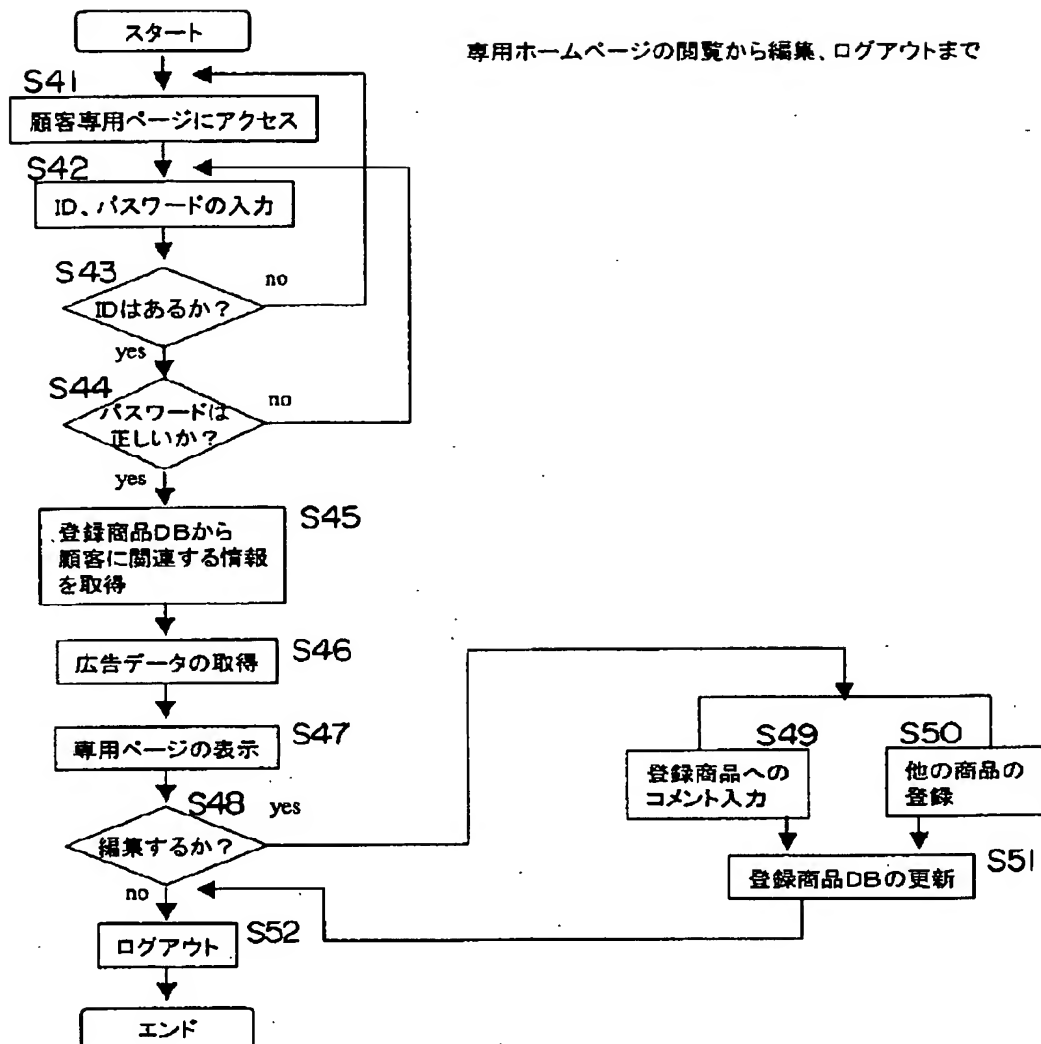 スタート
専用ホームページの閲覧から編集、ログアウトまで
S41
顧客専用ページにアクセス
S42
ID、パスワードの入力
S43
no
IDはあるか？
yes
S44
no
パスワードは
正しいか？
yes
S45
登録商品DBから
顧客に関連する情報
を取得
S46
広告データの取得
S47
専用ページの表示
S48
yes
編集するか？
no
S49
登録商品への
コメント入力
S50
他の商品の
登録
S51
登録商品DBの更新
S52
ログアウト
エンド